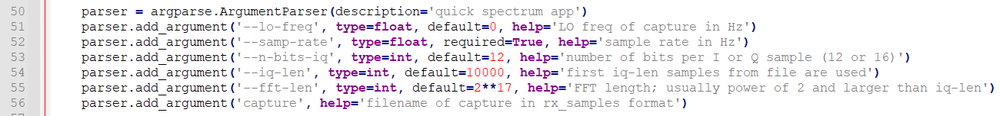 50 parser = argparse.ArgumentParser(description='quick spectrum app')
51 parser.add_argument('--lo-freq', type=float, default=0, help='LO freq of capture in Hz')
52 parser.add_argument('--samp-rate', type=float, required=True, help='sample rate in Hz')
53 parser.add_argument('--n-bits-iq', type=int, default=12, help='number of bits per I or Q sample (12 or 16)')
54 parser.add_argument('--iq-len', type=int, default=10000, help='first iq-len samples from file are used')
55 parser.add_argument('--fft-len', type=int, default=2**17, help='FFT length; usually power of 2 and larger than iq-len')
56 parser.add_argument('capture', help='filename of capture in rx_samples format')